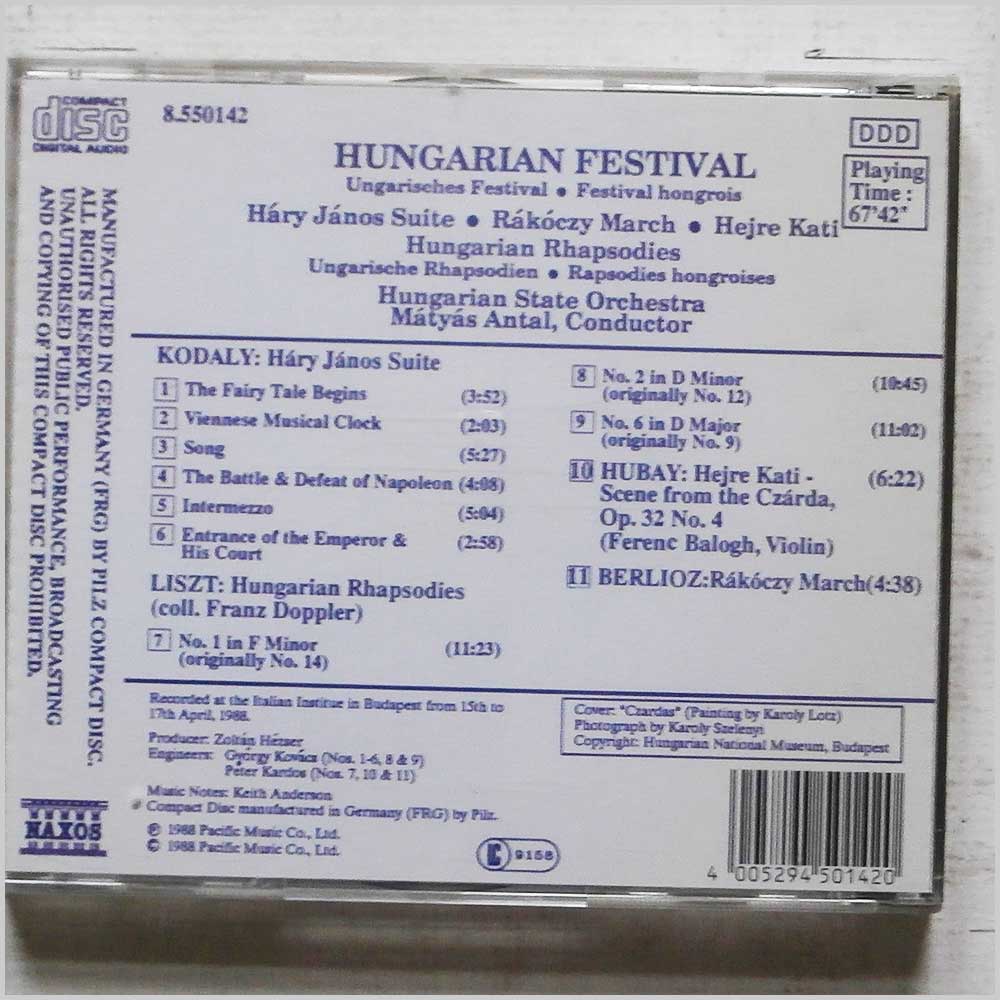 COMPACT
disc
DIGITAL AUDIO
8.550142
DDD
Playing
Time :
67'42"
HUNGARIAN FESTIVAL
Ungarisches Festival • Festival hongrois
Háry János Suite • Rákóczy March • Hejre Kati
Hungarian Rhapsodies
Ungarische Rhapsodien • Rapsodies hongroises
Hungarian State Orchestra
Mátyás Antal, Conductor
KODALY: Háry János Suite
1 The Fairy Tale Begins (3:52)
2 Viennese Musical Clock (2:03)
3 Song (5:27)
4 The Battle & Defeat of Napoleon (4:08)
5 Intermezzo (5:04)
6 Entrance of the Emperor & (2:58)
His Court
LISZT: Hungarian Rhapsodies
(coll. Franz Doppler)
7 No. 1 in F Minor (11:23)
(originally No. 14)
8 No. 2 in D Minor (10:45)
(originally No. 12)
9 No. 6 in D Major (11:02)
(originally No. 9)
10 HUBAY: Hejre Kati - (6:22)
Scene from the Czárda,
Op. 32 No. 4
(Ferenc Balogh, Violin)
11 BERLIOZ:Rákóczy March(4:38)
Recorded at the Italian Institue in Budapest from 15th to
17th April, 1988.
Producer: Zoltán Hézser
Engineers: György Kovács (Nos. 1-6, 8 & 9)
Péter Kardos (Nos. 7, 10 & 11)
Music Notes: Keith Anderson
Compact Disc manufactured in Germany (FRG) by Pilz.
℗ 1988 Pacific Music Co., Ltd.
© 1988 Pacific Music Co., Ltd.
Cover: "Czardas" (Painting by Karoly Lotz)
Photograph by Karoly Szelenyi
Copyright: Hungarian National Museum, Budapest
9158
4 005294 501420
MANUFACTURED IN GERMANY (FRG) BY PILZ COMPACT DISC.
ALL RIGHTS RESERVED.
UNAUTHORISED PUBLIC PERFORMANCE, BROADCASTING
AND COPYING OF THIS COMPACT DISC PROHIBITED.
NAXOS